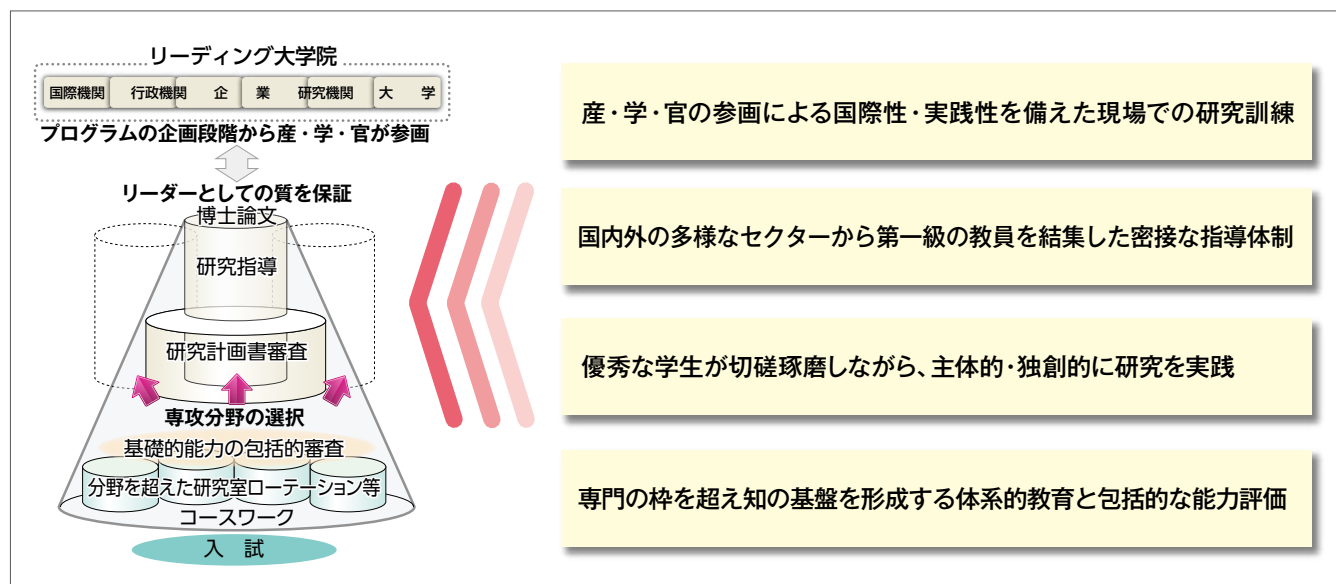 リーディング大学院
国際機関 行政機関 企業 研究機関 大学
プログラムの企画段階から産・学・官が参画
リーダーとしての質を保証
博士論文
研究指導
研究計画書審査
専攻分野の選択
基礎的能力の包括的審査
分野を超えた研究室ローテーション等
コースワーク
入試
産・学・官の参画による国際性・実践性を備えた現場での研究訓練
国内外の多様なセクターから第一級の教員を結集した密接な指導体制
優秀な学生が切磋琢磨しながら、主体的・独創的に研究を実践
専門の枠を超え知の基盤を形成する体系的教育と包括的な能力評価